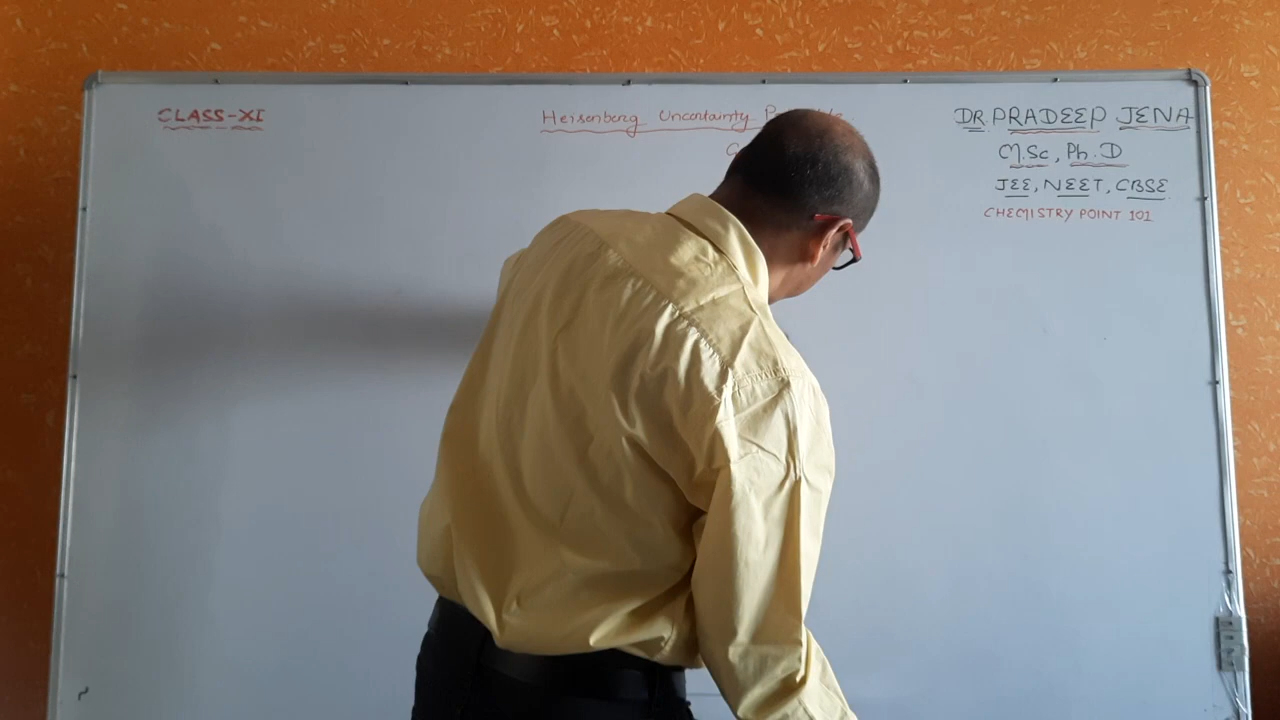 CLASS-XI
Heisenberg Uncertainty
DR. PRADEEP JENA
M.Sc, Ph.D
JEE, NEET, CBSE
CHEMISTRY POINT 101